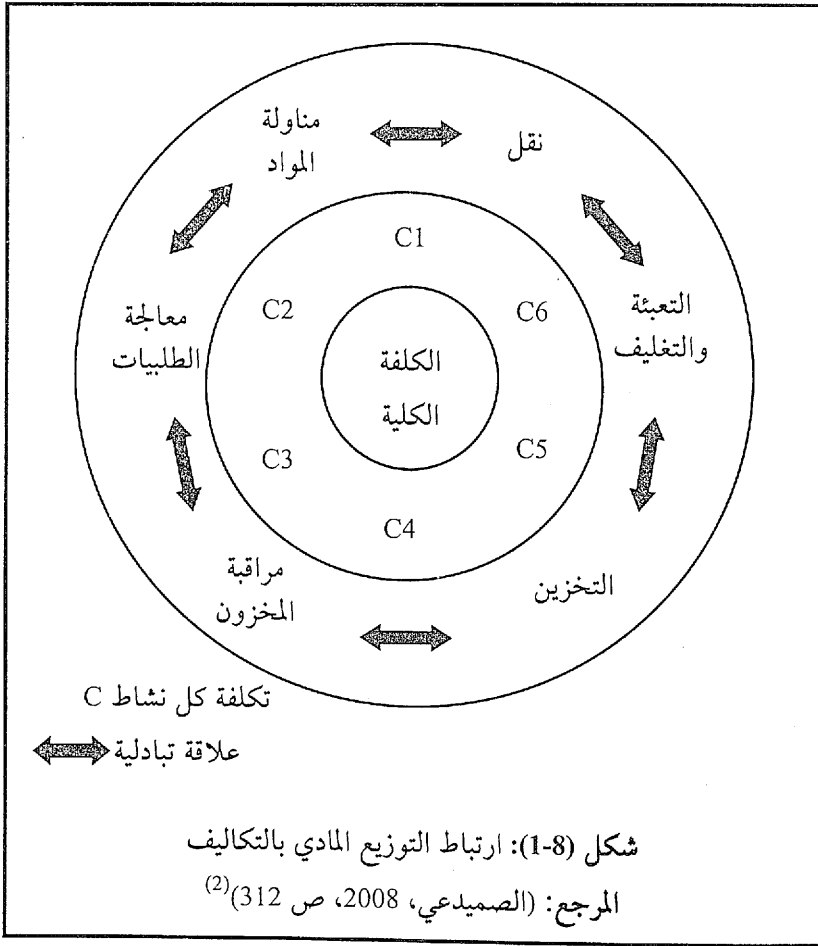 نقل
مناولة
المواد
التعبئة
والتغليف
معالجة
الطلبيات
التخزين
مراقبة
المخزون
C1
C2
C3
C4
C5
C6
الكلفة
الكلية
تكلفة كل نشاط C
علاقة تبادلية
شكل (8-1): ارتباط التوزيع المادي بالتكاليف
المرجع: (الصميدعي، 2008، ص 312)(2)